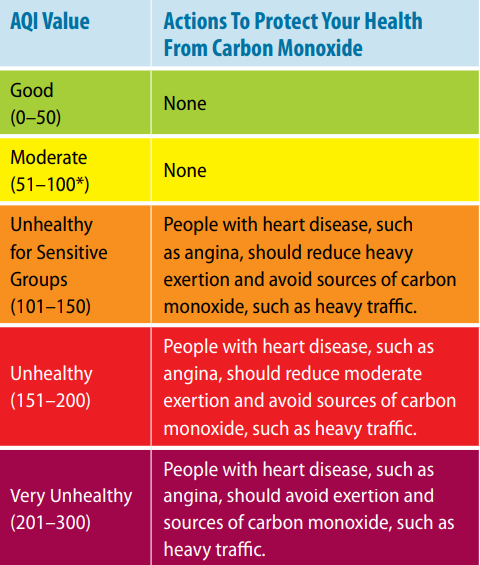 AQI Value
Actions To Protect Your Health
From Carbon Monoxide
Good
(0–50)
None
Moderate
(51–100*)
None
Unhealthy
for Sensitive
Groups
(101–150)
People with heart disease, such
as angina, should reduce heavy
exertion and avoid sources of carbon
monoxide, such as heavy traffic.
Unhealthy
(151–200)
People with heart disease, such as
angina, should reduce moderate
exertion and avoid sources of carbon
monoxide, such as heavy traffic.
Very Unhealthy
(201–300)
People with heart disease, such as
angina, should avoid exertion and
sources of carbon monoxide, such as
heavy traffic.